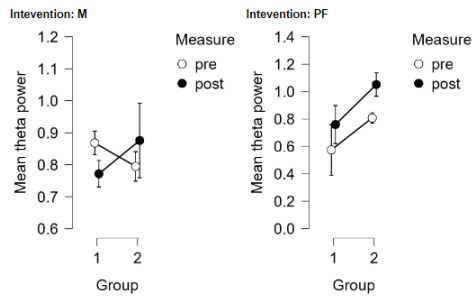 Intevention: M
1.2
1.1
1.0
0.9
0.8
0.7
0.6
Mean theta power
Measure
pre
post
1 2
Group
Intevention: PF
1.4
1.2
1.0
0.8
0.6
0.4
0.2
0.0
Mean theta power
Measure
pre
post
1 2
Group